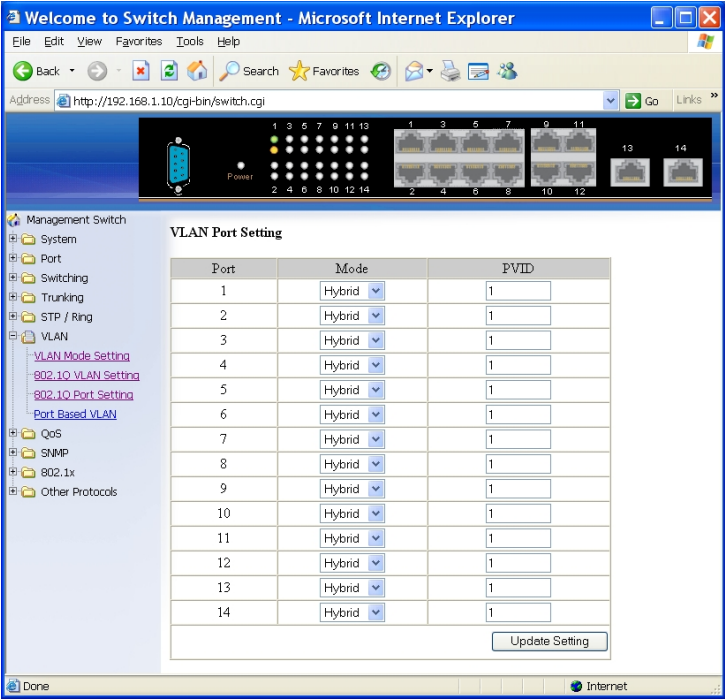 Welcome to Switch Management - Microsoft Internet Explorer
File Edit View Favorites Tools Help
Back Search Favorites
Address http://192.168.1.10/cgi-bin/switch.cgi Go Links »
1 3 5 7 9 11 13
Power
2 4 6 8 10 12 14
1 3 5 7 9 11
2 4 6 8 10 12
13 14
Management Switch
System
Port
Switching
Trunking
STP / Ring
VLAN
VLAN Mode Setting
802.1Q VLAN Setting
802.1Q Port Setting
Port Based VLAN
QoS
SNMP
802.1x
Other Protocols
VLAN Port Setting
Port Mode PVID
1 Hybrid 1
2 Hybrid 1
3 Hybrid 1
4 Hybrid 1
5 Hybrid 1
6 Hybrid 1
7 Hybrid 1
8 Hybrid 1
9 Hybrid 1
10 Hybrid 1
11 Hybrid 1
12 Hybrid 1
13 Hybrid 1
14 Hybrid 1
Update Setting
Done Internet